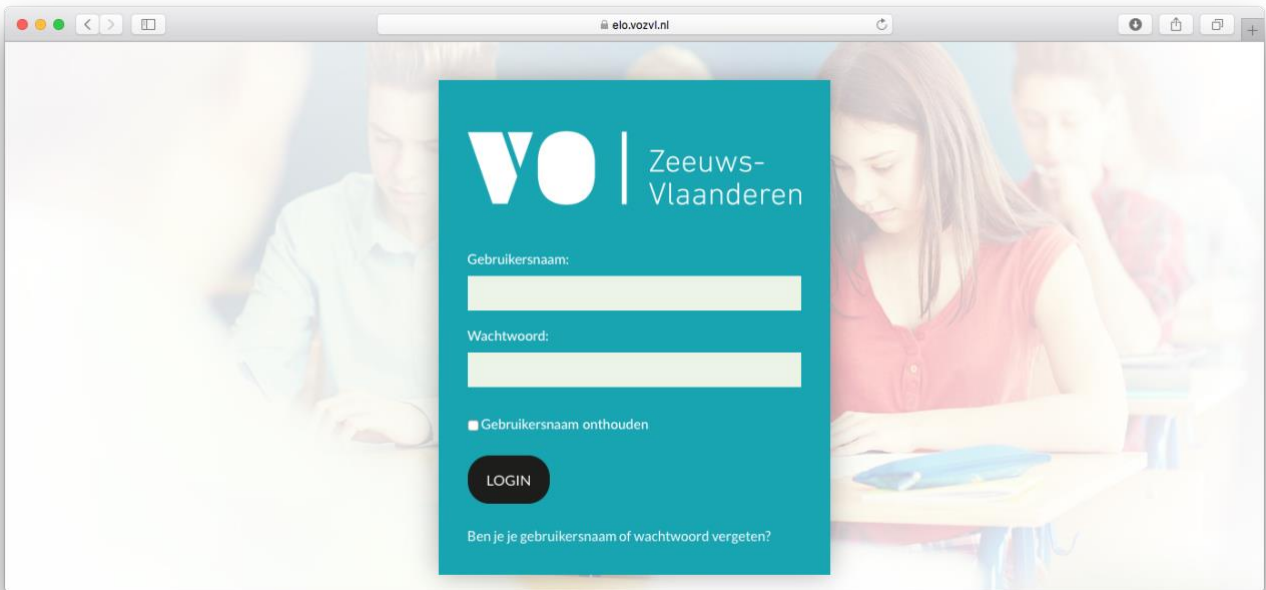 elo.vozvl.nl
VO | Zeeuws-
Vlaanderen
Gebruikersnaam:
Wachtwoord:
Gebruikersnaam onthouden
LOGIN
Ben je je gebruikersnaam of wachtwoord vergeten?